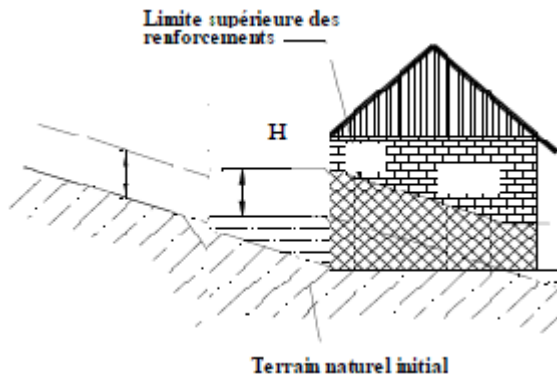 Limite supérieure des
renforcements
H
Terrain naturel initial